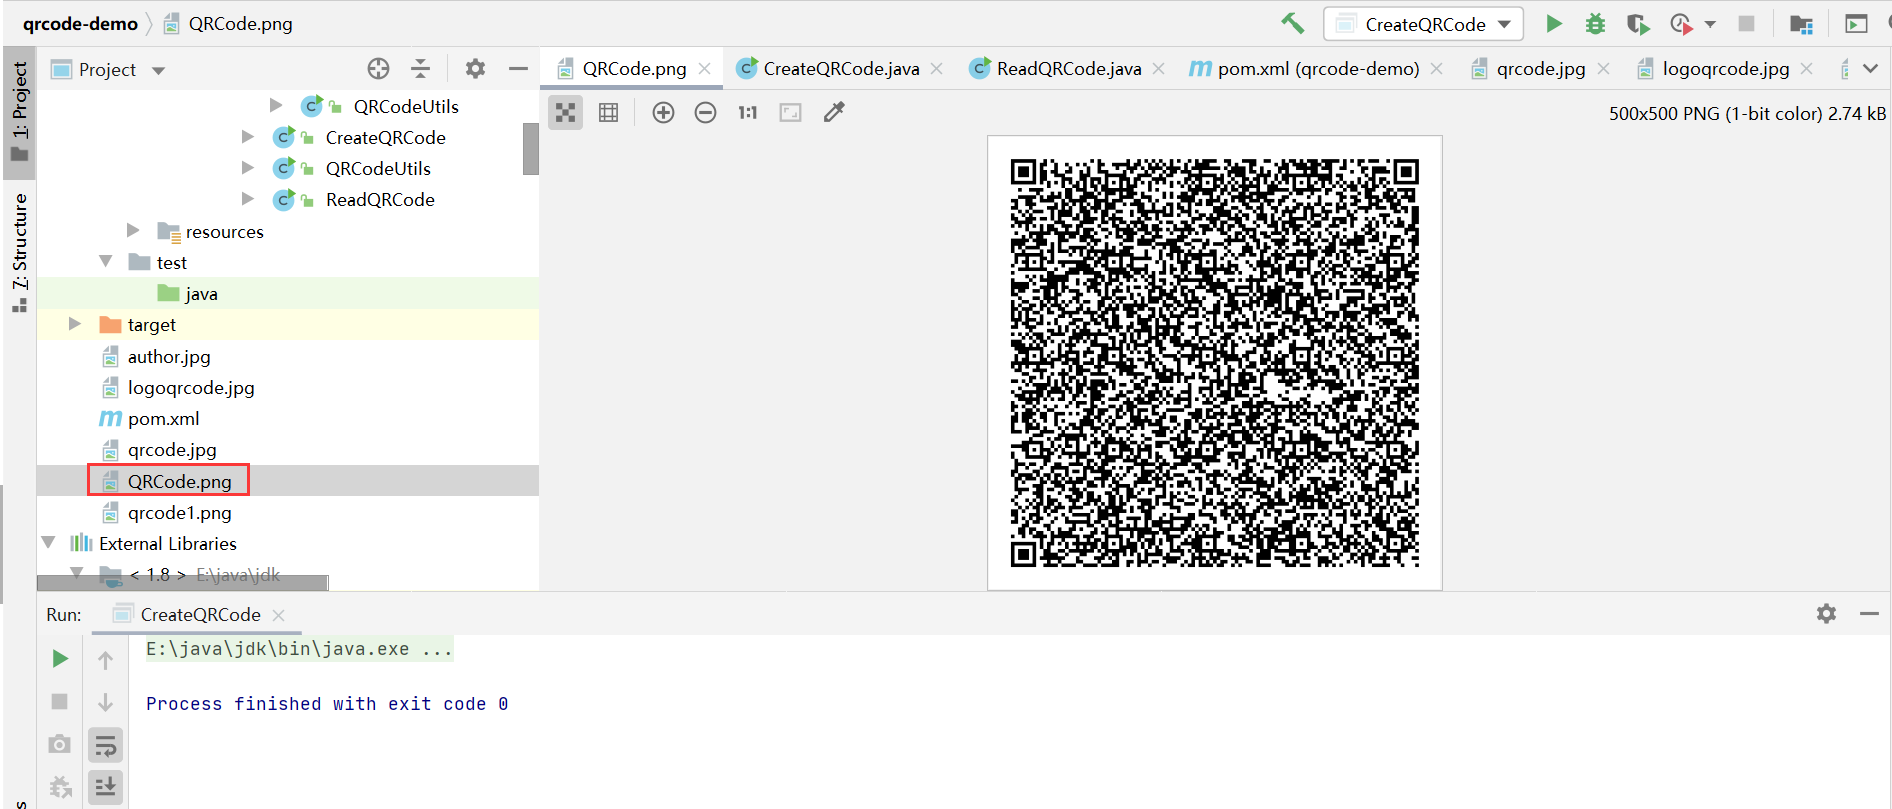 qrcode-demo QRCode.png CreateQRCode
1: Project
7: Structure
Project
QRCodeUtils
CreateQRCode
QRCodeUtils
ReadQRCode
resources
test
java
target
author.jpg
logoqrcode.jpg
pom.xml
qrcode.jpg
QRCode.png
qrcode1.png
External Libraries
< 1.8 > E:\java\jdk
QRCode.png CreateQRCode.java ReadQRCode.java pom.xml (qrcode-demo) qrcode.jpg logoqrcode.jpg
1:1 500x500 PNG (1-bit color) 2.74 kB
Run: CreateQRCode
E:\java\jdk\bin\java.exe ...
Process finished with exit code 0